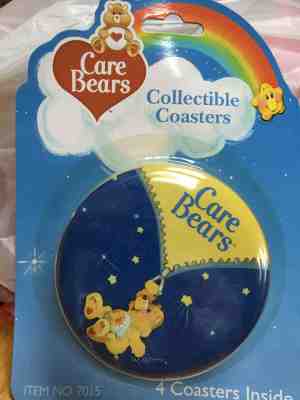 Care
Bears
Collectible
Coasters
Care
Bears
ITEM NO. 7015
4 Coasters Inside